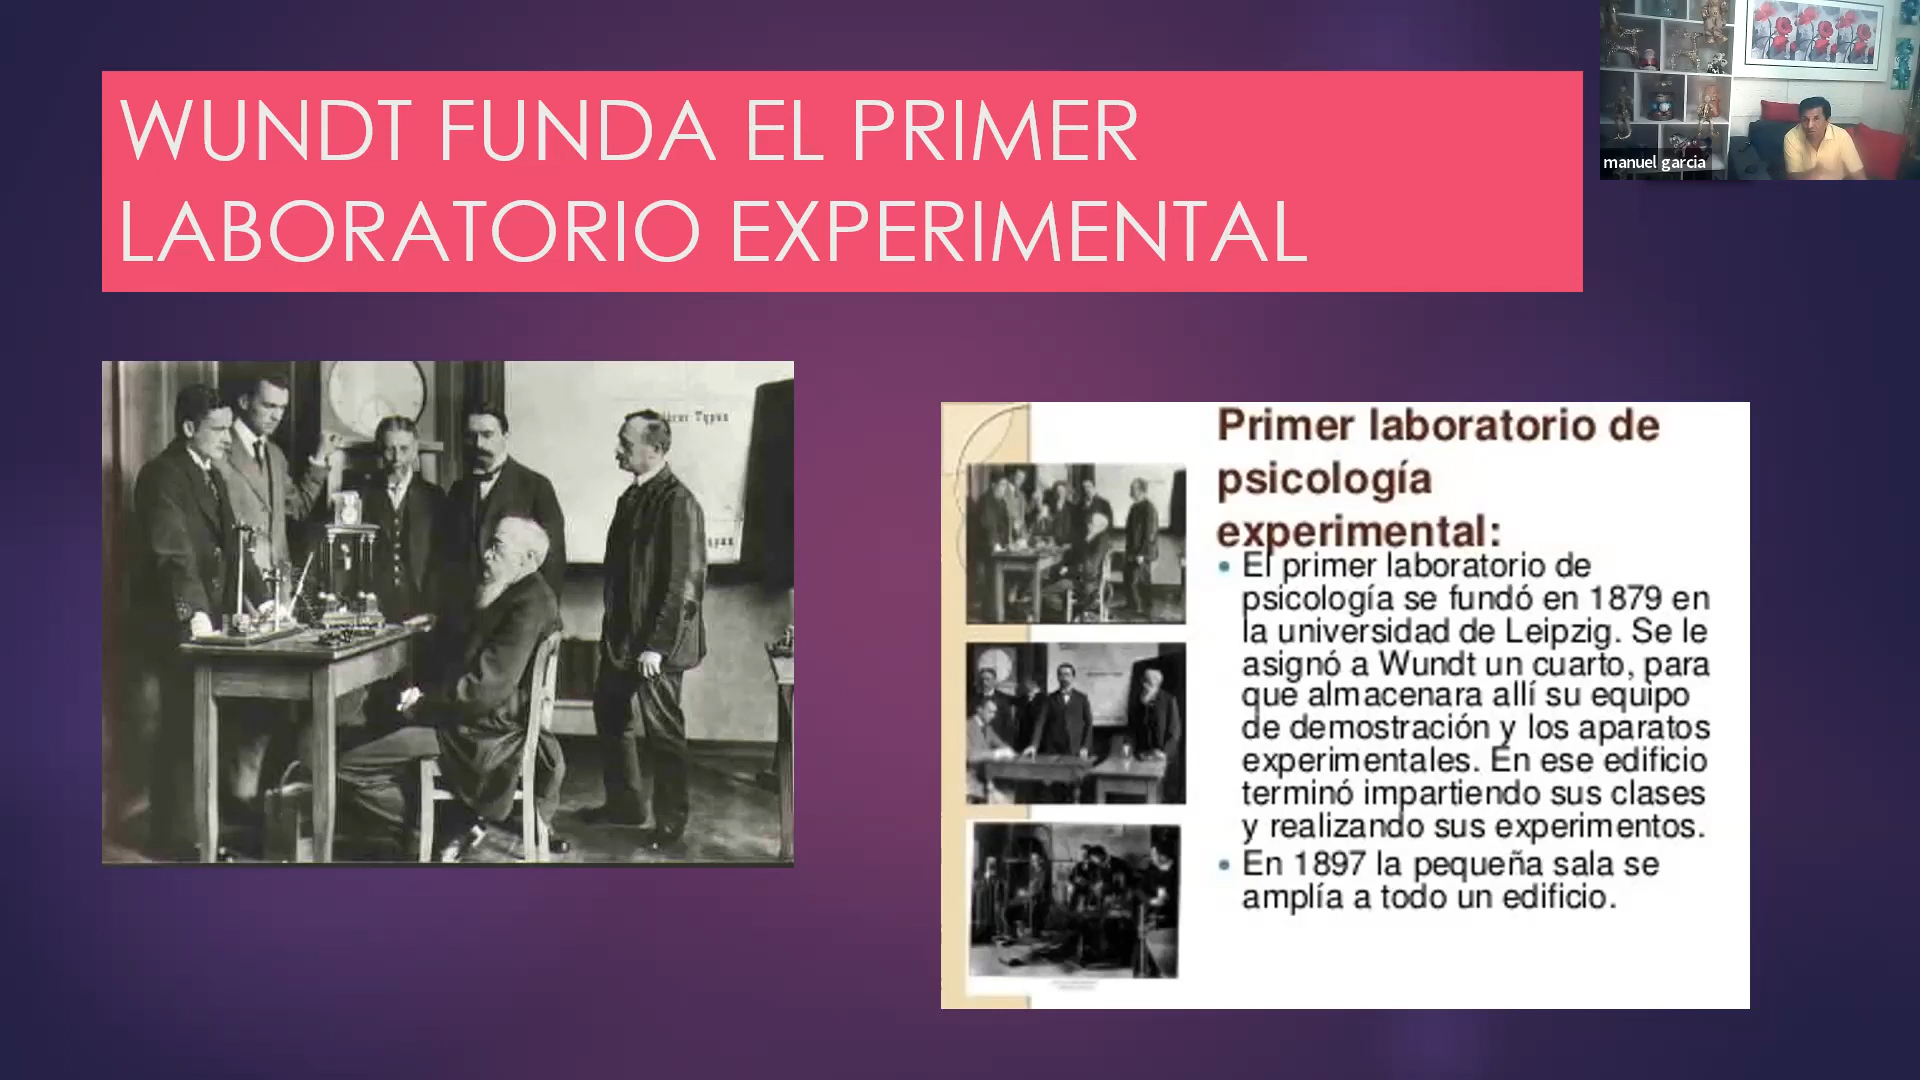 WUNDT FUNDA EL PRIMER
LABORATORIO EXPERIMENTAL
manuel garcia
Typus
Primer laboratorio de
psicología
experimental:
• El primer laboratorio de
psicología se fundó en 1879 en
la universidad de Leipzig. Se le
asignó a Wundt un cuarto, para
que almacenara allí su equipo
de demostración y los aparatos
experimentales. En ese edificio
terminó impartiendo sus clases
y realizando sus experimentos.
• En 1897 la pequeña sala se
amplía a todo un edificio.